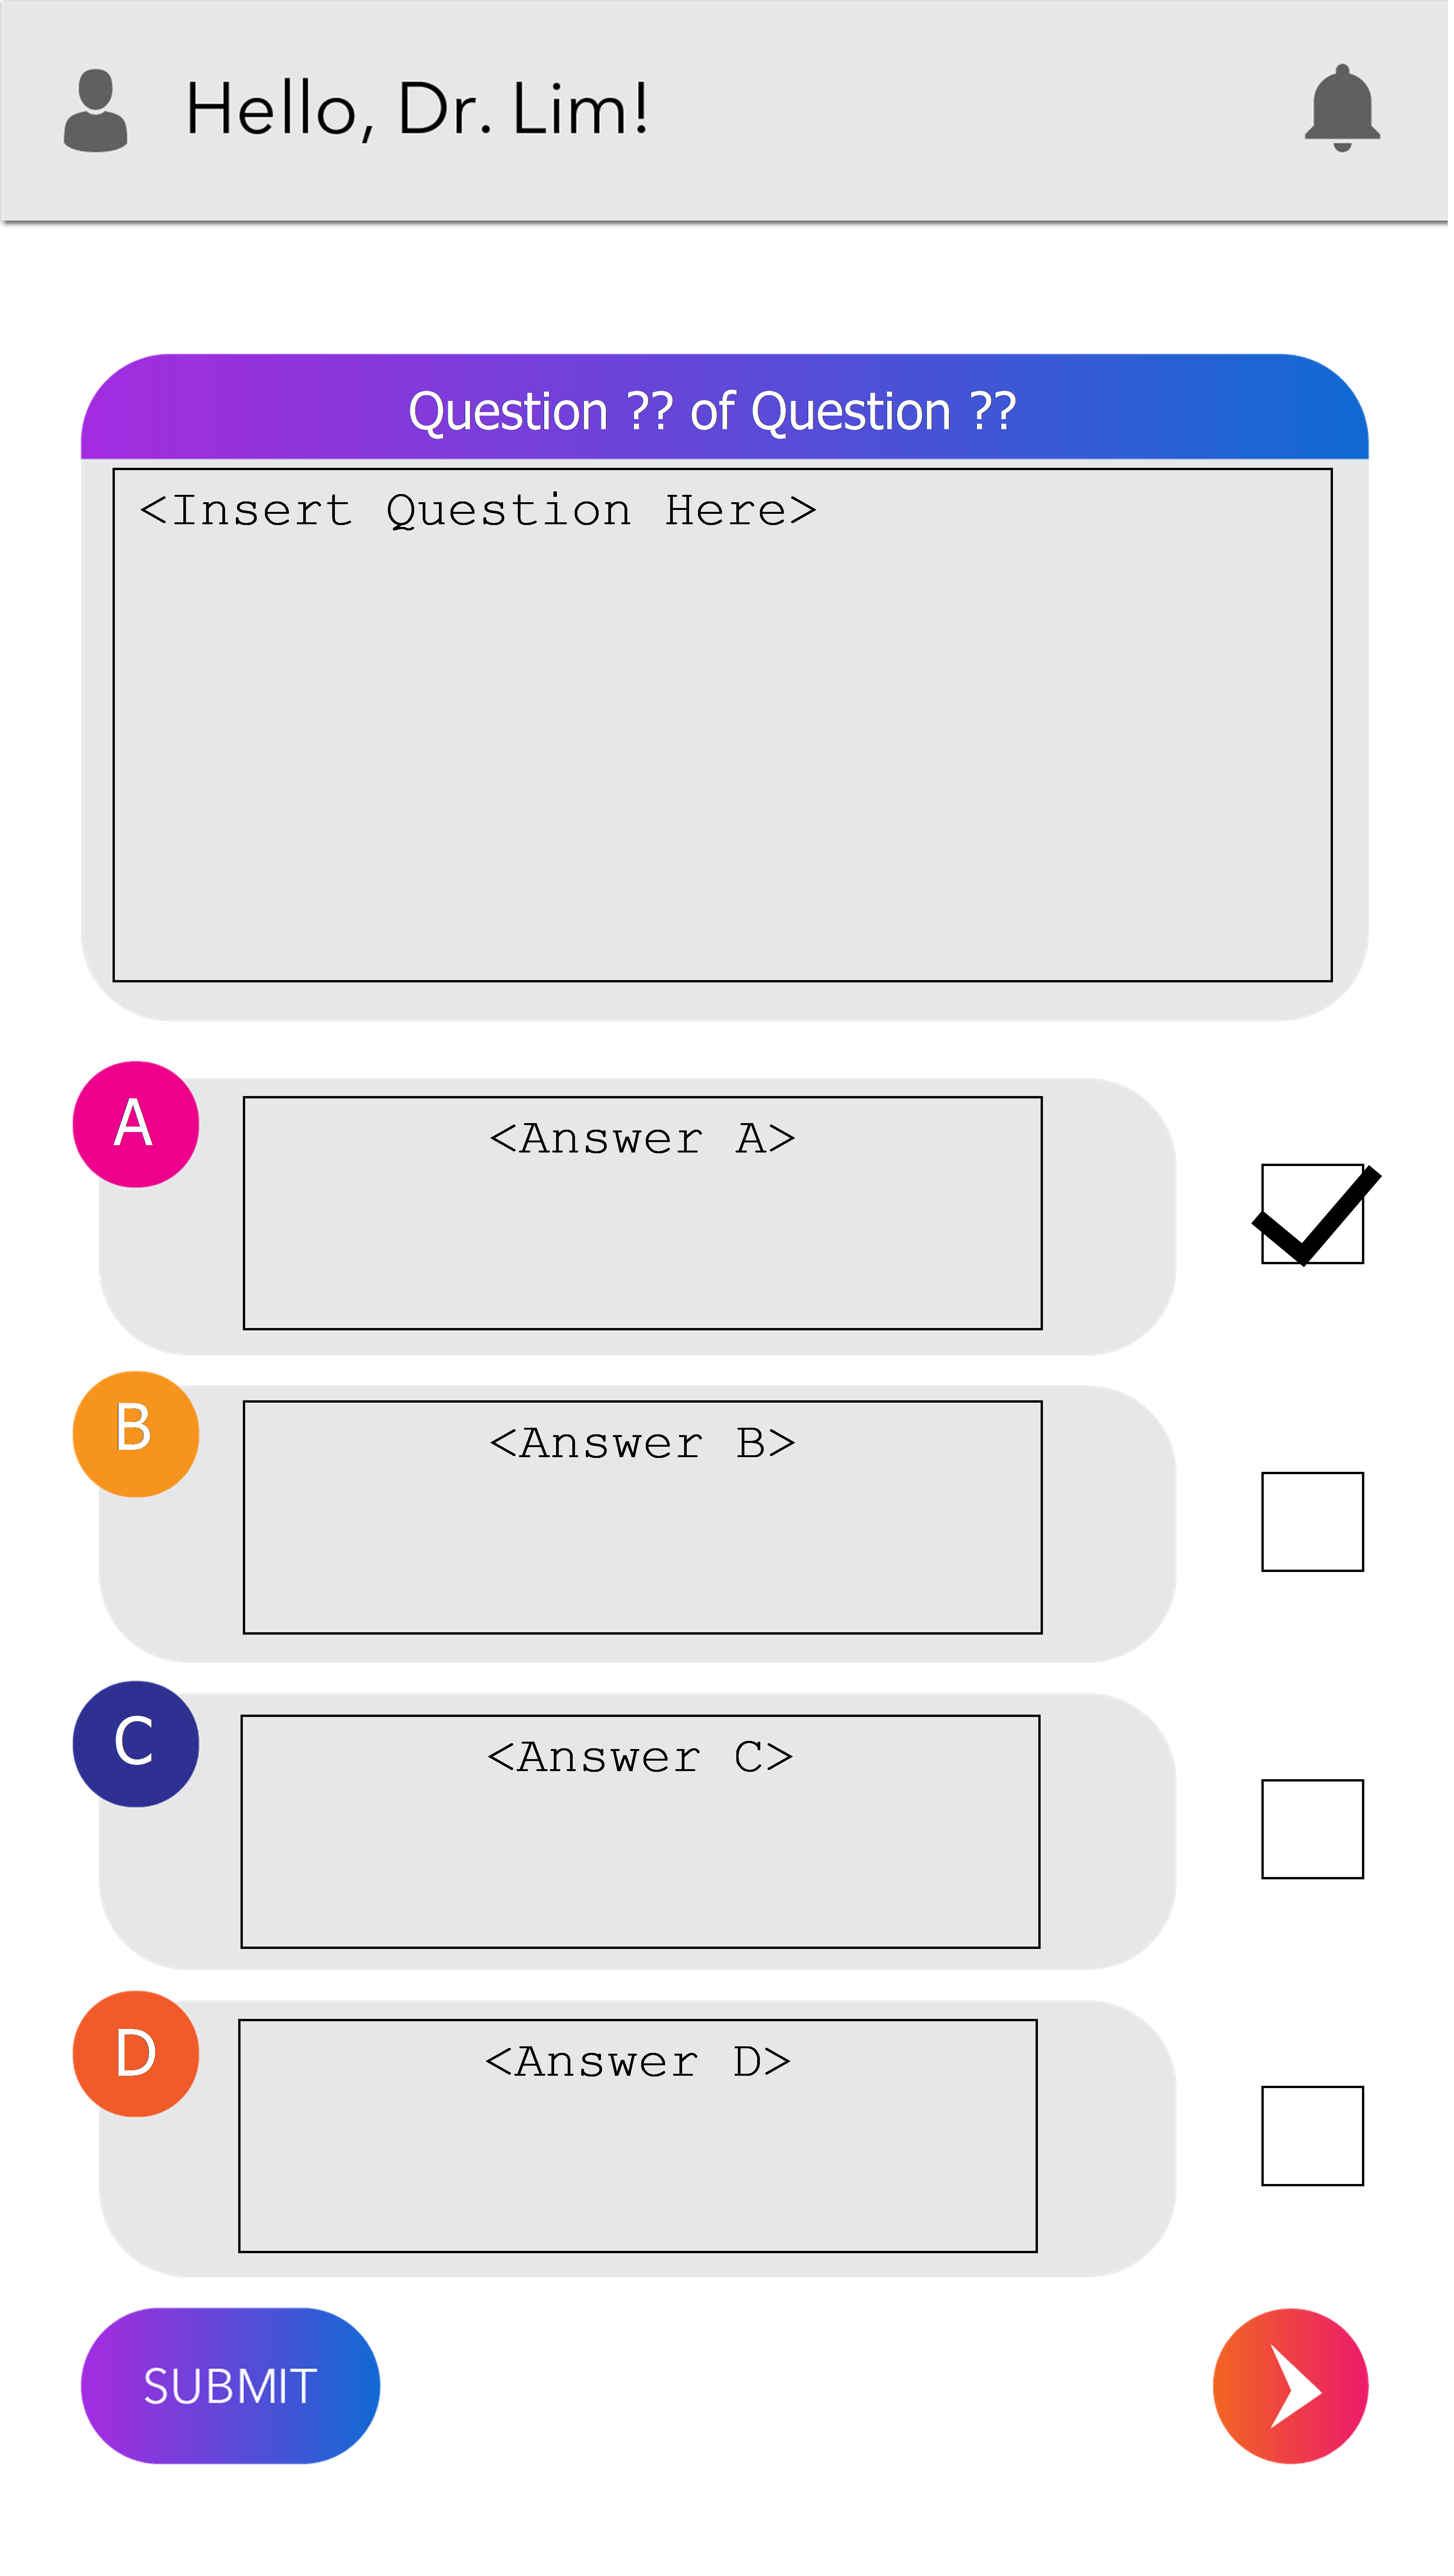 Hello, Dr. Lim!
Question ?? of Question ??
<Insert Question Here>
A
<Answer A>
B
<Answer B>
C
<Answer C>
D
<Answer D>
SUBMIT